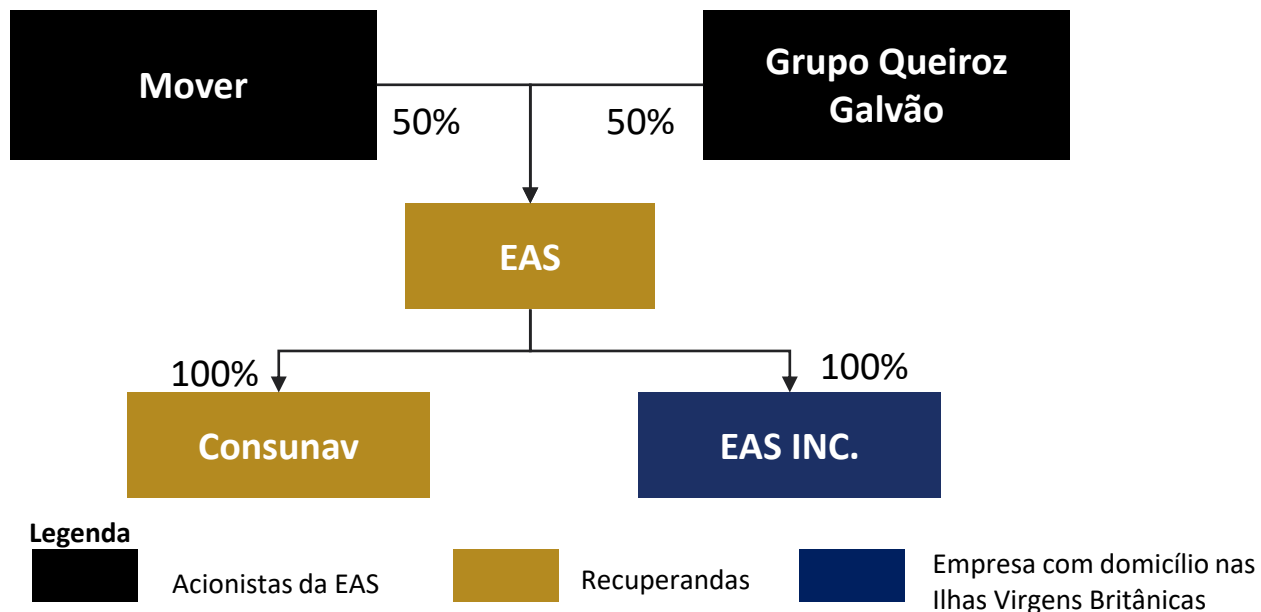 Mover
Grupo Queiroz
Galvão
50%
50%
EAS
100%
100%
Consunav
EAS INC.
Legenda
Acionistas da EAS
Recuperandas
Empresa com domicílio nas
Ilhas Virgens Britânicas